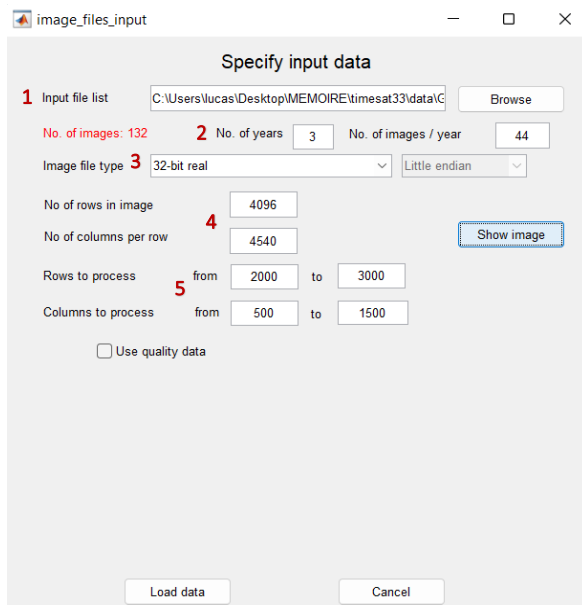 image_files_input
Specify input data
1 Input file list C:\Users\lucas\Desktop\MEMOIRE\timesat33\data\G Browse
No. of images: 132 2 No. of years 3 No. of images / year 44
Image file type 3 32-bit real Little endian
No of rows in image 4096
4
No of columns per row 4540 Show image
Rows to process from 2000 to 3000
5
Columns to process from 500 to 1500
Use quality data
Load data Cancel